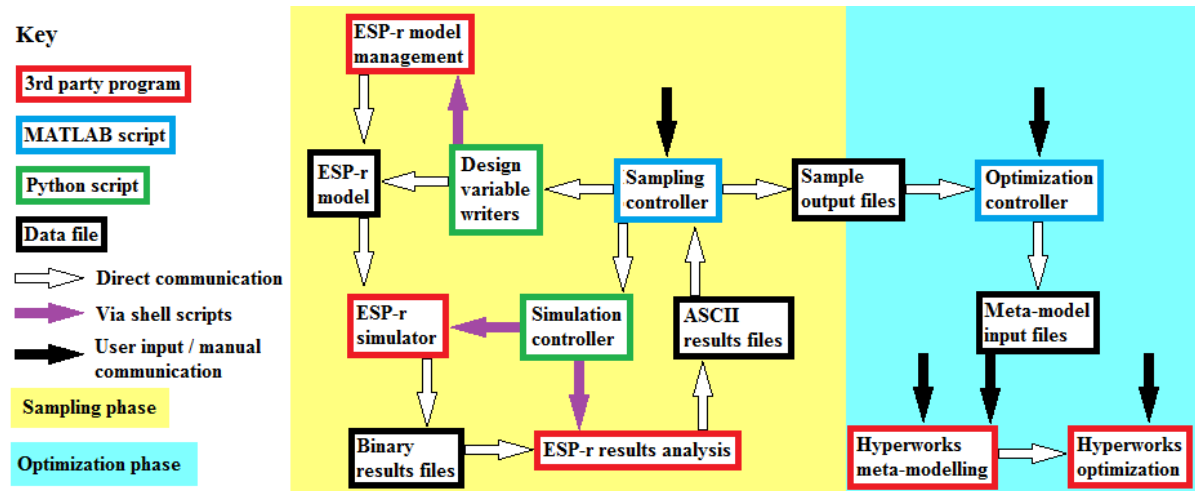 Key
3rd party program
MATLAB script
Python script
Data file
Direct communication
Via shell scripts
User input / manual
communication
Sampling phase
Optimization phase
ESP-r model
management
ESP-r
model
Design
variable
writers
Sampling
controller
Sample
output files
Optimization
controller
ESP-r
simulator
Simulation
controller
ASCII
results files
Meta-model
input files
Binary
results files
ESP-r results analysis
Hyperworks
meta-modelling
Hyperworks
optimization